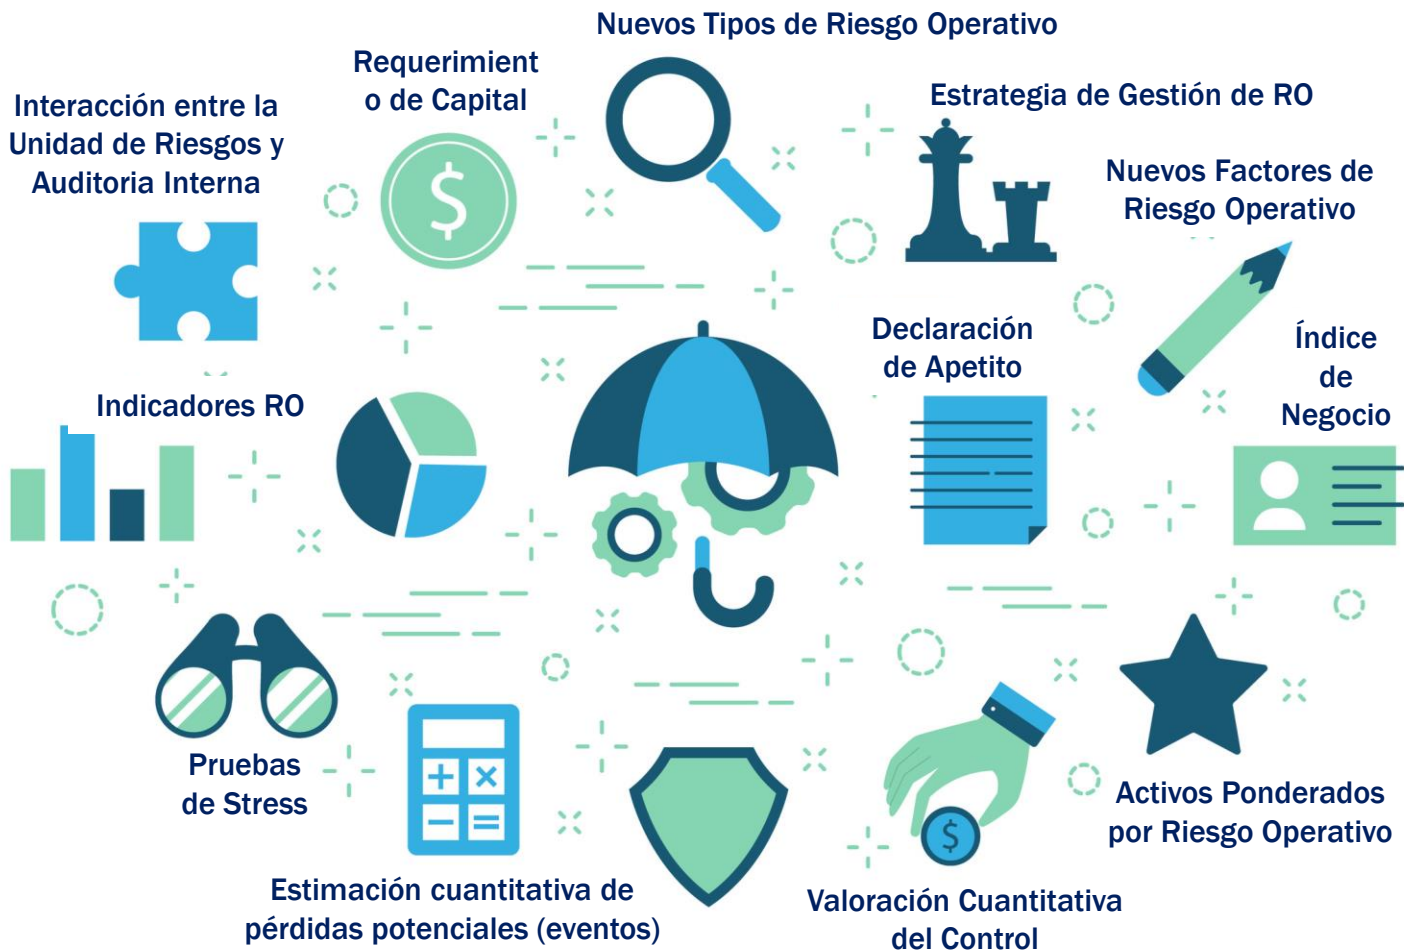 Nuevos Tipos de Riesgo Operativo
Requerimient
o de Capital
Interacción entre la
Unidad de Riesgos y
Auditoria Interna
$
Estrategia de Gestión de RO
Nuevos Factores de
Riesgo Operativo
Declaración
de Apetito
Índice
de
Negocio
Indicadores RO
Pruebas
de Stress
+ ×
− =
Estimación cuantitativa de
pérdidas potenciales (eventos)
$
Valoración Cuantitativa
del Control
Activos Ponderados
por Riesgo Operativo